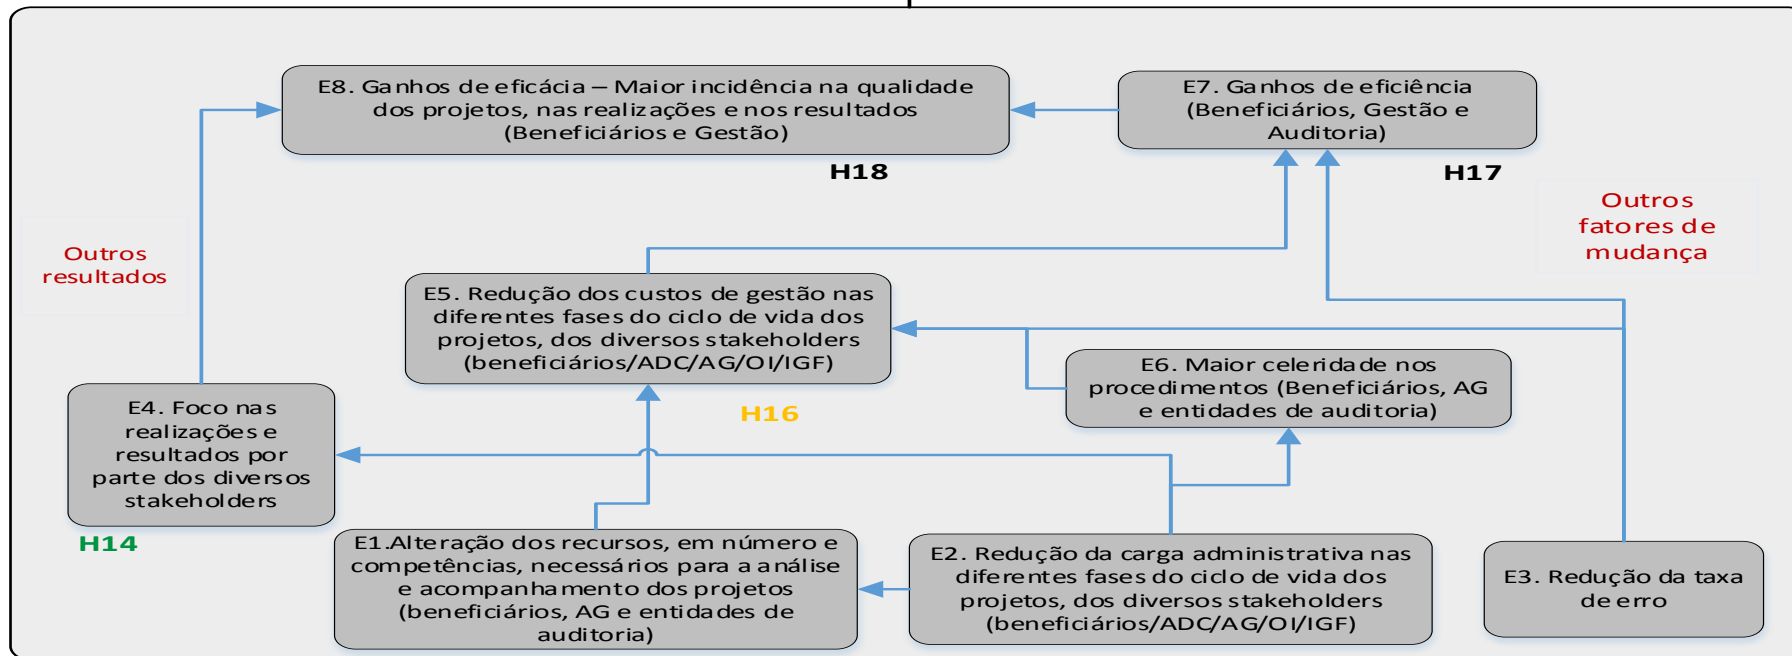 E8. Ganhos de eficácia – Maior incidência na qualidade
dos projetos, nas realizações e nos resultados
(Beneficiários e Gestão)
E7. Ganhos de eficiência
(Beneficiários, Gestão e
Auditoria)
H18
H17
Outros
resultados
Outros
fatores de
mudança
E5. Redução dos custos de gestão nas
diferentes fases do ciclo de vida dos
projetos, dos diversos stakeholders
(beneficiários/ADC/AG/OI/IGF)
E6. Maior celeridade nos
procedimentos (Beneficiários, AG
e entidades de auditoria)
H16
E4. Foco nas
realizações e
resultados por
parte dos diversos
stakeholders
H14
E1.Alteração dos recursos, em número e
competências, necessários para a análise
e acompanhamento dos projetos
(beneficiários, AG e entidades de
auditoria)
E2. Redução da carga administrativa nas
diferentes fases do ciclo de vida dos
projetos, dos diversos stakeholders
(beneficiários/ADC/AG/OI/IGF)
E3. Redução da taxa
de erro